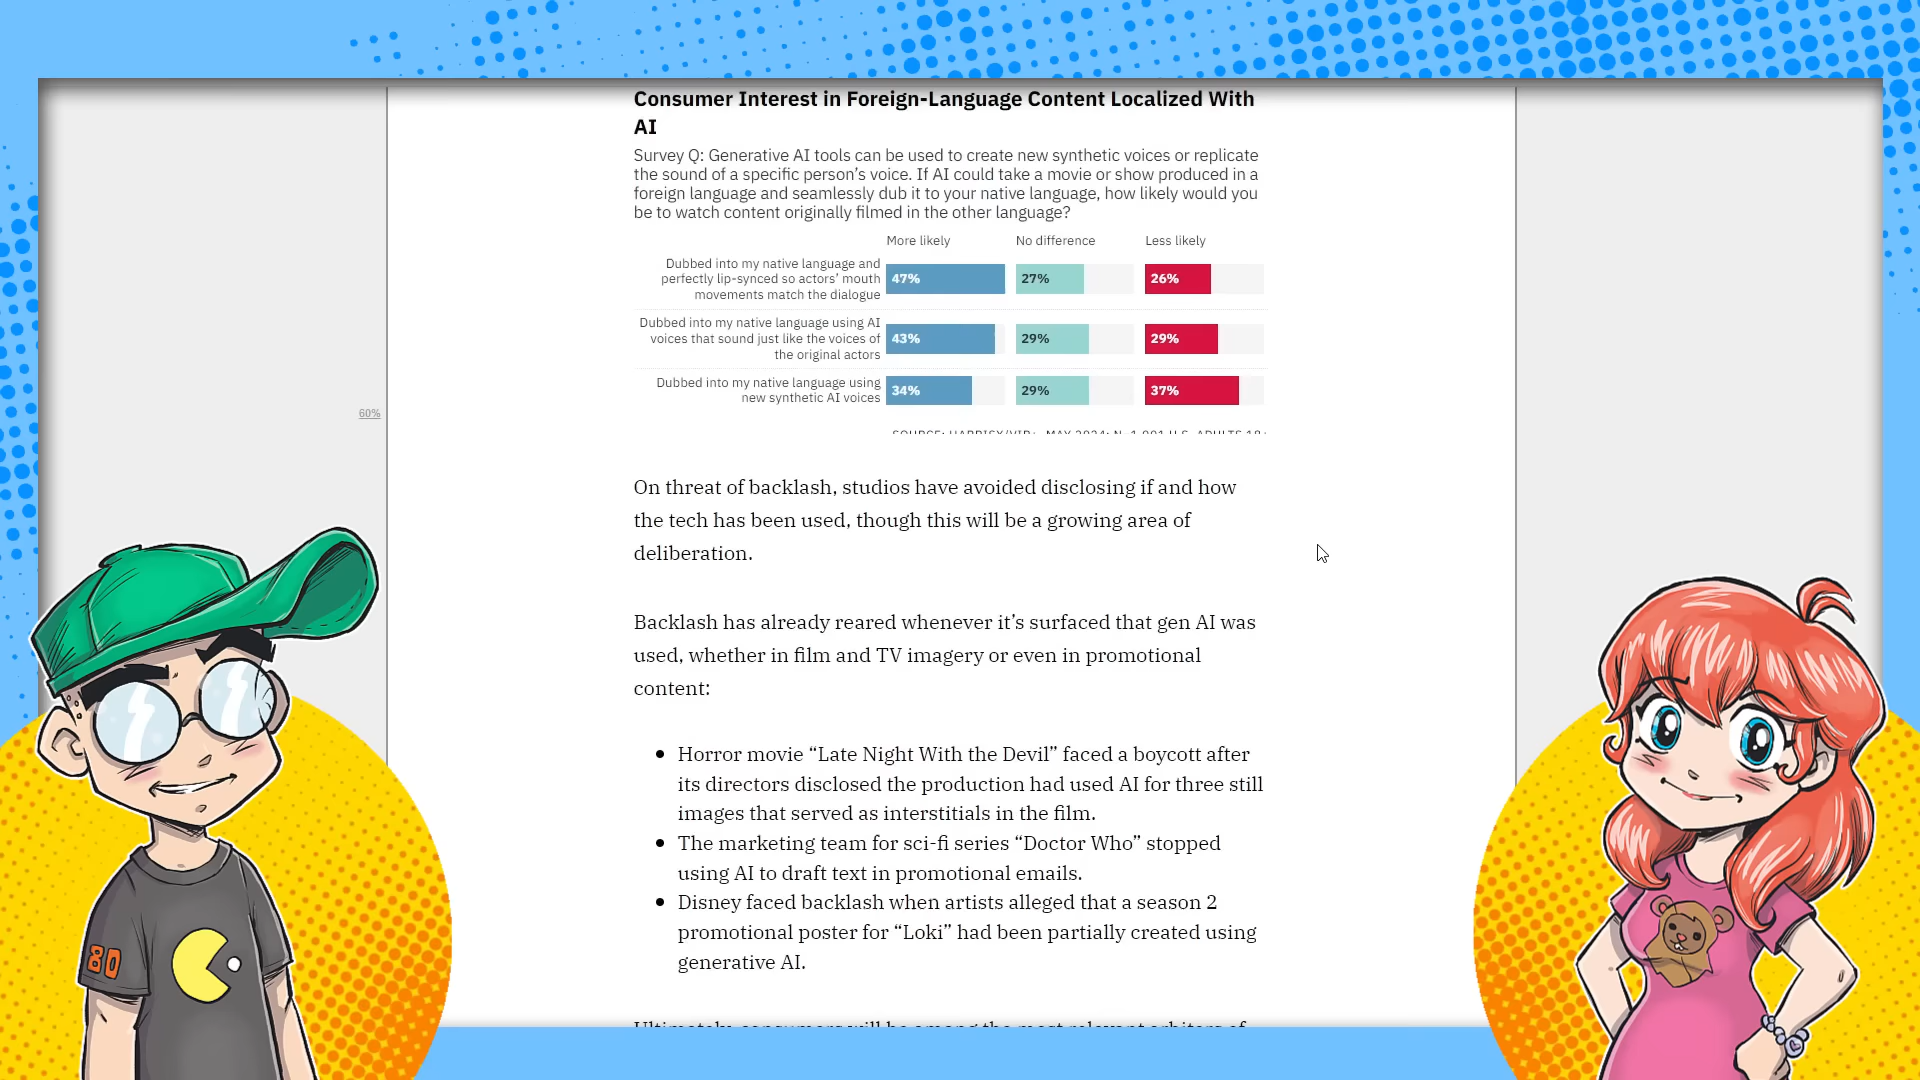 Consumer Interest in Foreign-Language Content Localized With
AI
Survey Q: Generative AI tools can be used to create new synthetic voices or replicate
the sound of a specific person’s voice. If AI could take a movie or show produced in a
foreign language and seamlessly dub it to your native language, how likely would you
be to watch content originally filmed in the other language?
More likely No difference Less likely
Dubbed into my native language and
perfectly lip-synced so actors’ mouth
movements match the dialogue
47% 27% 26%
Dubbed into my native language using AI
voices that sound just like the voices of
the original actors
43% 29% 29%
Dubbed into my native language using
new synthetic AI voices
34% 29% 37%
60%
On threat of backlash, studios have avoided disclosing if and how
the tech has been used, though this will be a growing area of
deliberation.
Backlash has already reared whenever it’s surfaced that gen AI was
used, whether in film and TV imagery or even in promotional
content:
• Horror movie “Late Night With the Devil” faced a boycott after
its directors disclosed the production had used AI for three still
images that served as interstitials in the film.
• The marketing team for sci-fi series “Doctor Who” stopped
using AI to draft text in promotional emails.
• Disney faced backlash when artists alleged that a season 2
promotional poster for “Loki” had been partially created using
generative AI.
80